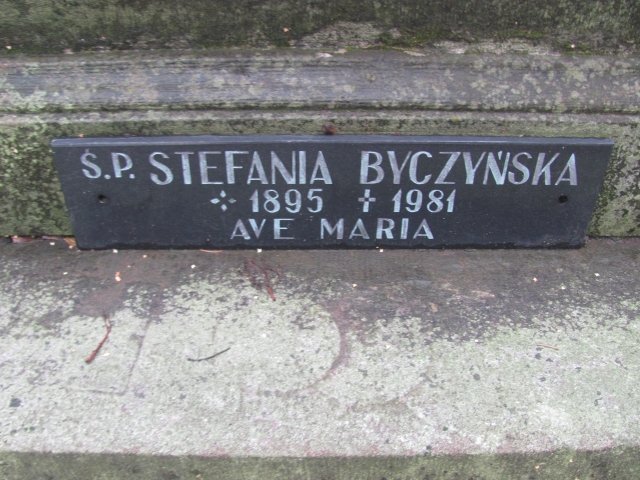 Ś.P. STEFANIA BYCZYŃSKA
1895 ✝ 1981
AVE MARIA